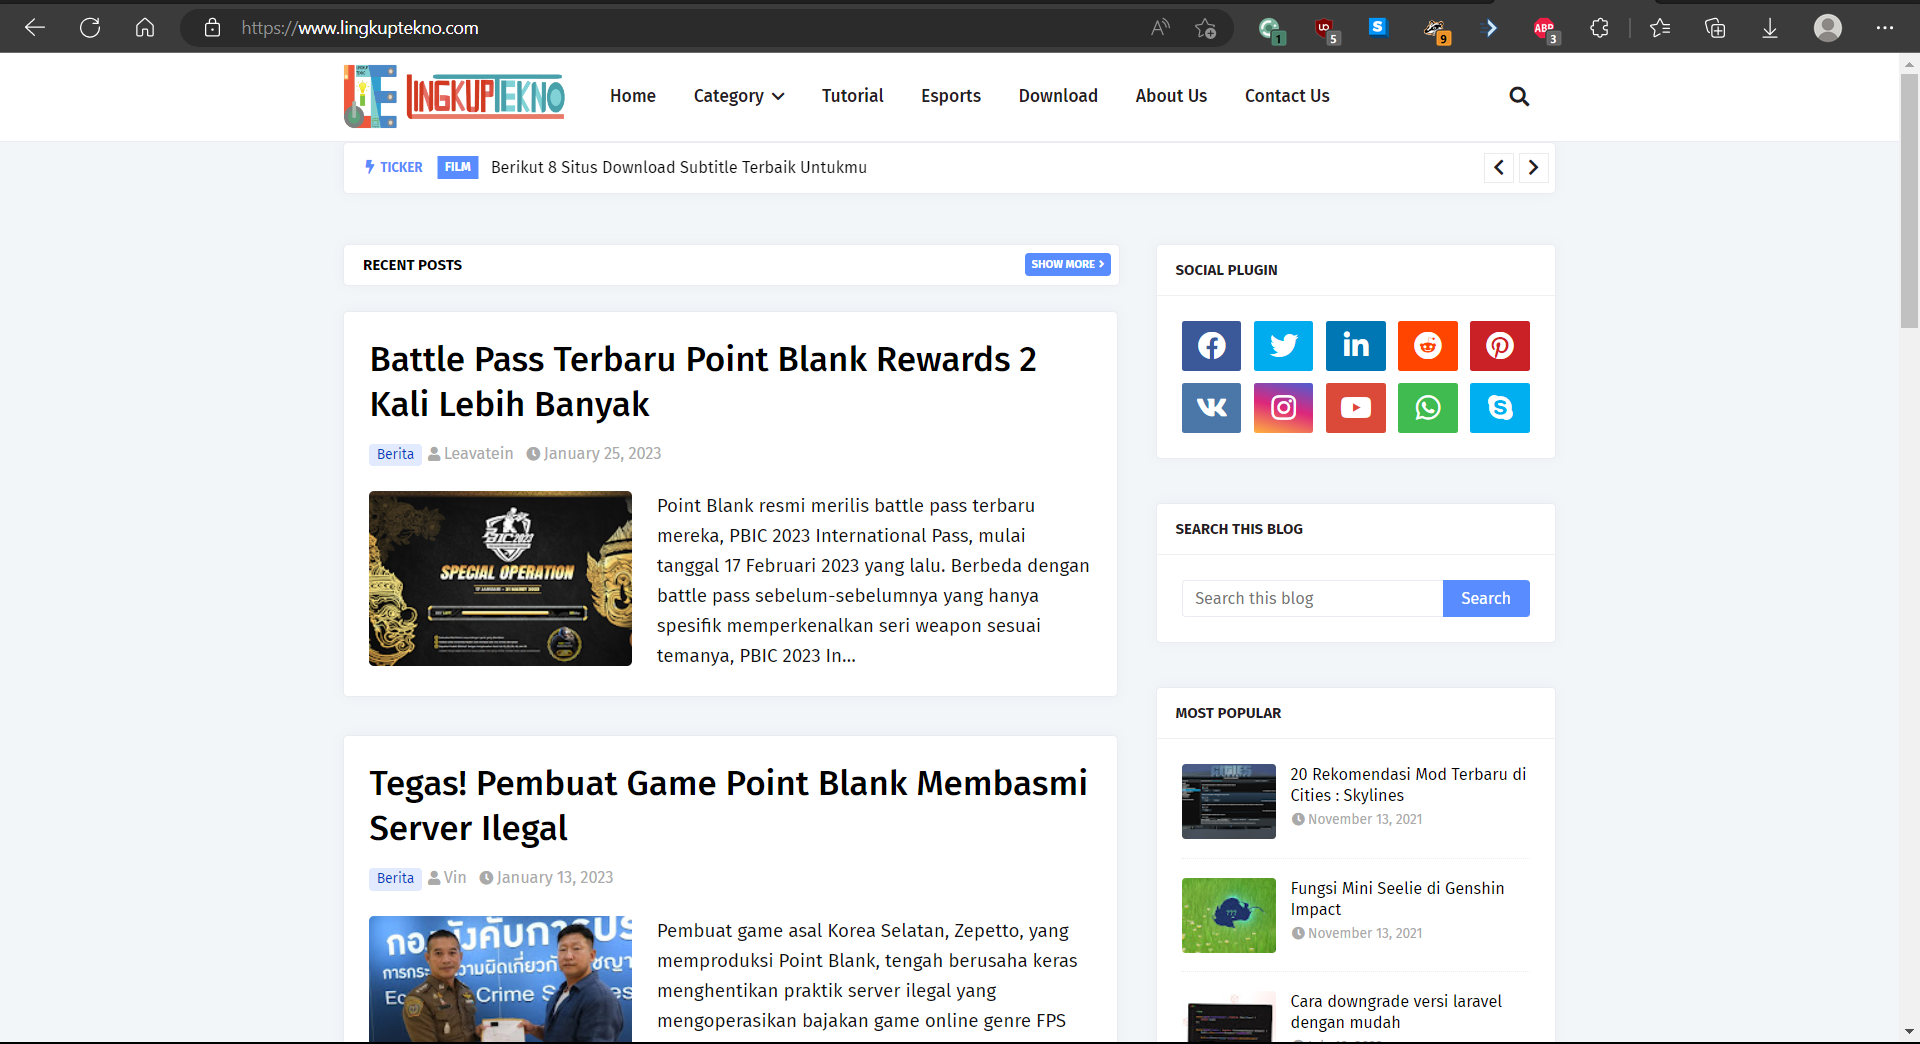 https://www.lingkuptekno.com
1
5
9
ABP
3
LINGKUPTEKNO
Home
Category
Tutorial
Esports
Download
About Us
Contact Us
TICKER
FILM
Berikut 8 Situs Download Subtitle Terbaik Untukmu
RECENT POSTS
SHOW MORE
Battle Pass Terbaru Point Blank Rewards 2
Kali Lebih Banyak
Berita
Leavatein
January 25, 2023
SPECIAL OPERATION
Point Blank resmi merilis battle pass terbaru
mereka, PBIC 2023 International Pass, mulai
tanggal 17 Februari 2023 yang lalu. Berbeda dengan
battle pass sebelum-sebelumnya yang hanya
spesifik memperkenalkan seri weapon sesuai
temanya, PBIC 2023 In...
Tegas! Pembuat Game Point Blank Membasmi
Server Ilegal
Berita
Vin
January 13, 2023
Crime
Pembuat game asal Korea Selatan, Zepetto, yang
memproduksi Point Blank, tengah berusaha keras
menghentikan praktik server ilegal yang
mengoperasikan bajakan game online genre FPS
SOCIAL PLUGIN
SEARCH THIS BLOG
Search this blog
Search
MOST POPULAR
20 Rekomendasi Mod Terbaru di
Cities : Skylines
November 13, 2021
Fungsi Mini Seelie di Genshin
Impact
November 13, 2021
Cara downgrade versi laravel
dengan mudah